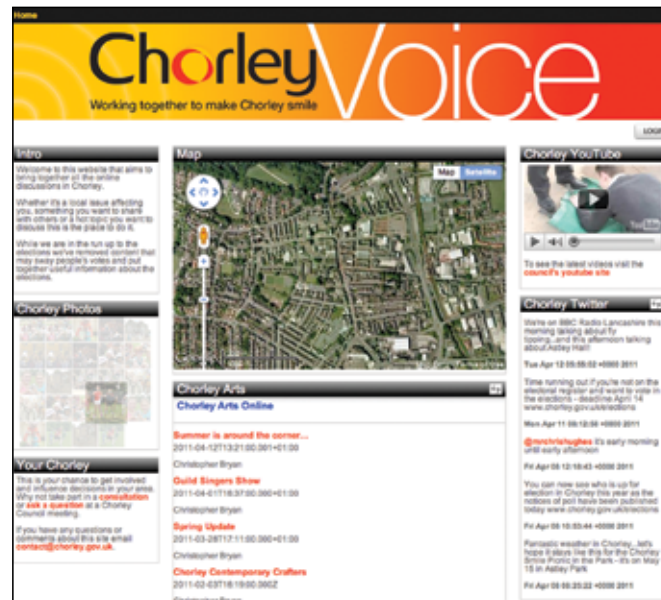 Home
Chorley Voice
Working together to make Chorley smile
LOGIN
Intro
Welcome to this website that aims to
bring together all the online
discussions in Chorley.
Whether it's a local issue affecting
you, something you want to share
with others or a hot topic you want to
discuss this is the place to do it.
While we are in the run up to the
elections we've removed content that
may sway people's votes and put
together useful information about the
elections.
Chorley Photos
Your Chorley
This is your chance to get involved
and influence decisions in your area.
Why not take part in a consultation
or ask a question at a Chorley
Council meeting.
If you have any questions or
comments about this site email
contact@chorley.gov.uk.
Map
Map Satellite
Chorley Arts
Chorley Arts Online
Summer is around the corner...
2011-04-12T13:21:00.001+01:00
Christopher Bryan
Guild Singers Show
2011-04-01T16:37:00.000+01:00
Christopher Bryan
Spring Update
2011-03-28T17:11:00.000+01:00
Christopher Bryan
Chorley Contemporary Crafters
2011-02-03T16:19:00.000Z
Christopher Bryan
Chorley YouTube
YouTube
To see the latest videos visit the
council's youtube site
Chorley Twitter
We're on BBC Radio Lancashire this
morning talking about fly
tipping...and this afternoon talking
about Astley Hall!
Tue Apr 12 05:55:52 +0000 2011
Time running out if you're not on the
electoral register and want to vote in
the elections - deadline April 14
www.chorley.gov.uk/elections
Mon Apr 11 08:12:56 +0000 2011
@mrchrishughes it's early morning
until early afternoon
Fri Apr 08 12:18:43 +0000 2011
You can now see who is up for
election in Chorley this year as the
notices of poll have been published
today www.chorley.gov.uk/elections
Fri Apr 08 10:53:44 +0000 2011
Fantastic weather in Chorley...let's
hope it stays like this for the Chorley
Smile Picnic in the Park - it's on May
15 in Astley Park
Fri Apr 08 08:25:22 +0000 2011